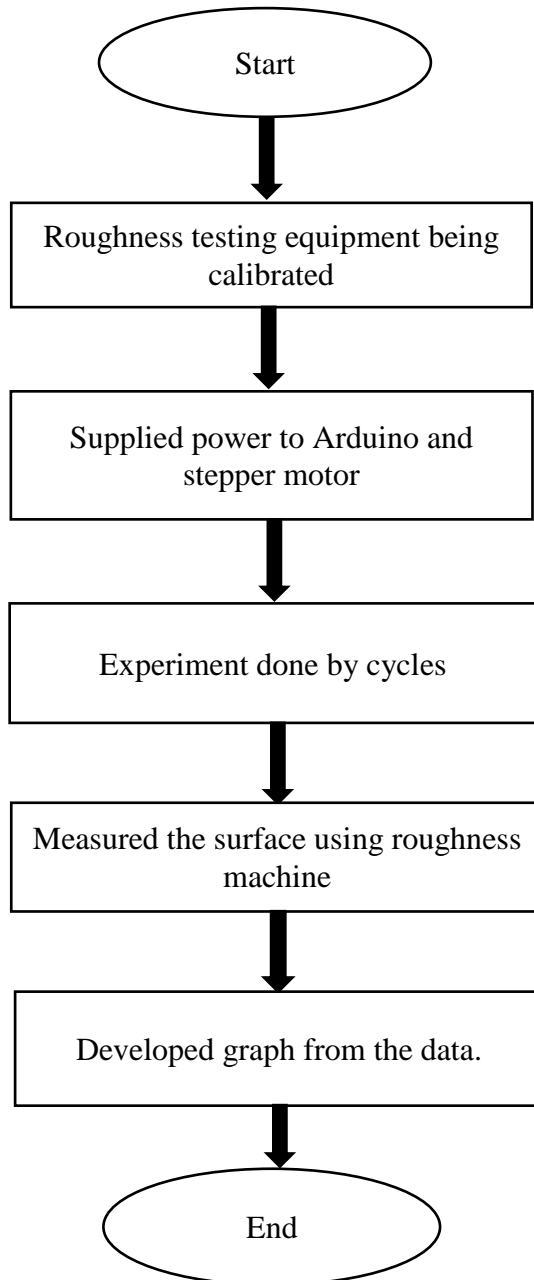 Start
Roughness testing equipment being
calibrated
Supplied power to Arduino and
stepper motor
Experiment done by cycles
Measured the surface using roughness
machine
Developed graph from the data.
End